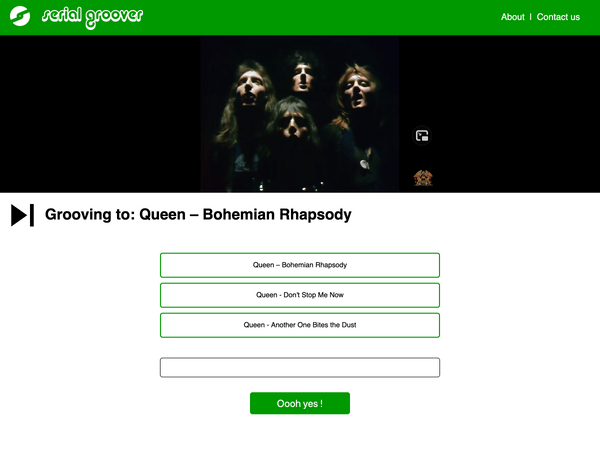 serial groover
About | Contact us
Grooving to: Queen – Bohemian Rhapsody
Queen – Bohemian Rhapsody
Queen - Don't Stop Me Now
Queen - Another One Bites the Dust
Oooh yes !